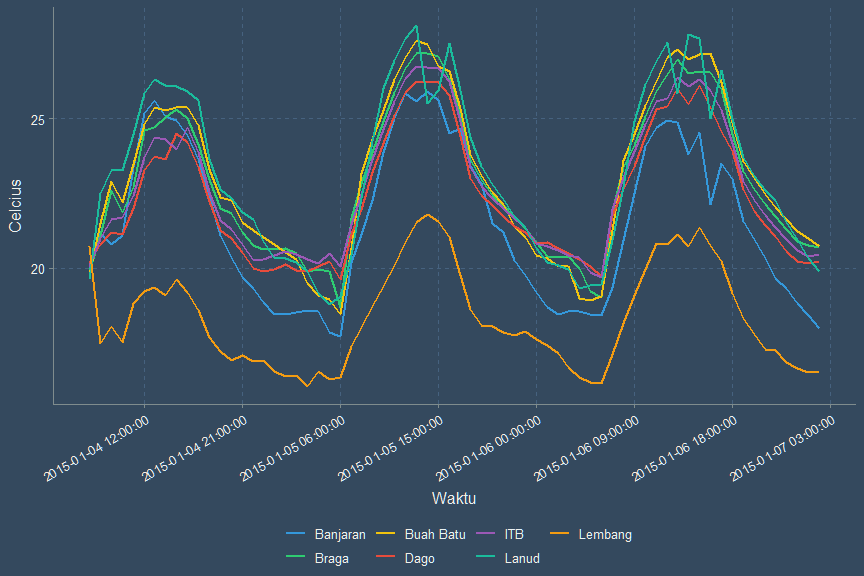 Celcius
25
20
2015-01-04 12:00:00
2015-01-04 21:00:00
2015-01-05 06:00:00
2015-01-05 15:00:00
2015-01-06 00:00:00
2015-01-06 09:00:00
2015-01-06 18:00:00
2015-01-07 03:00:00
Waktu
Banjaran Buah Batu ITB Lembang
Braga Dago Lanud